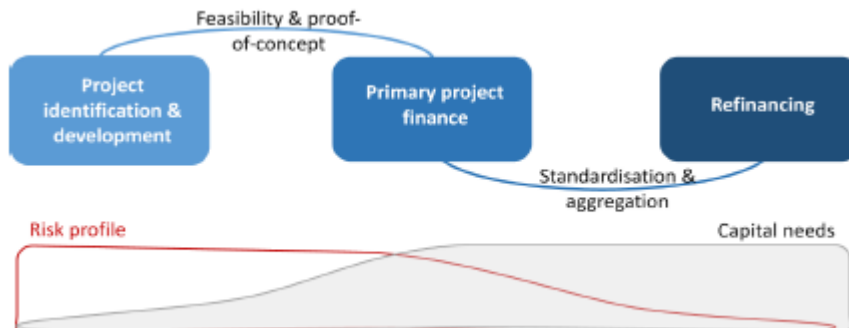 Feasibility & proof-
of-concept
Project
identification &
development
Primary project
finance
Refinancing
Standardisation &
aggregation
Risk profile
Capital needs